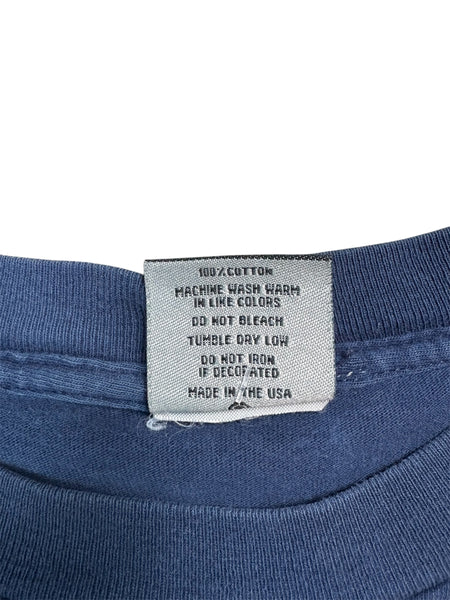 100% COTTON
MACHINE WASH WARM
IN LIKE COLORS
DO NOT BLEACH
TUMBLE DRY LOW
DO NOT IRON
IF DECORATED
MADE IN THE USA